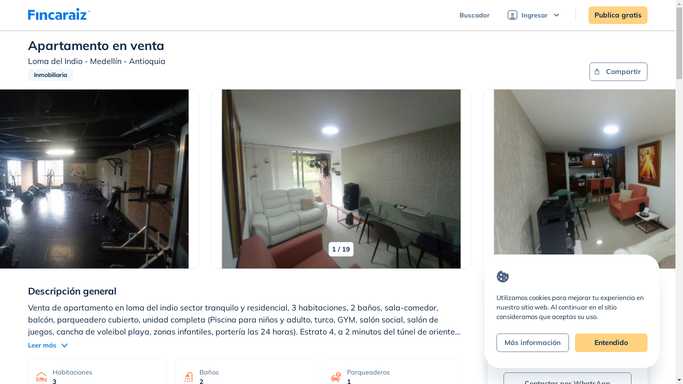 Fincaraiz
Buscador
Ingresar
Publica gratis
Apartamento en venta
Loma del Indio - Medellín - Antioquia
Inmobiliaria
Compartir
1 / 19
Descripción general
Venta de apartamento en loma del indio sector tranquilo y residencial, 3 habitaciones, 2 baños, sala-comedor,
balcón, parqueadero cubierto, unidad completa (Piscina para niños y adulto, turco, GYM, salón social, salón de
juegos, cancha de voleibol playa, zonas infantiles, portería las 24 horas). Estrato 4, a 2 minutos del túnel de oriente...
Leer más
Habitaciones
3
Baños
2
Parqueaderos
1
Utilizamos cookies para mejorar tu experiencia en
nuestro sitio web. Al continuar en el sitio
consideramos que aceptas su uso.
Más información
Entendido
Contactar por WhatsApp